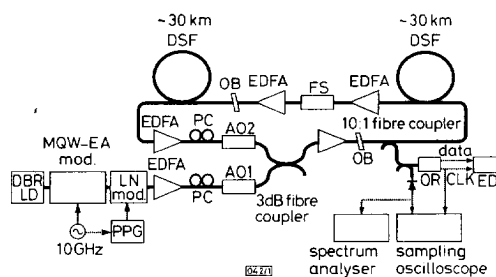 ~30 km ~30 km
DSF DSF
OB EDFA FS EDFA
EDFA PC AO2 10:1 fibre coupler
MQW-EA mod. EDFA OB data
DBR LD LN mod. PC AO1 3dB fibre coupler OR CLK ED
10GHz PPG
spectrum analyser sampling oscilloscope
042/1